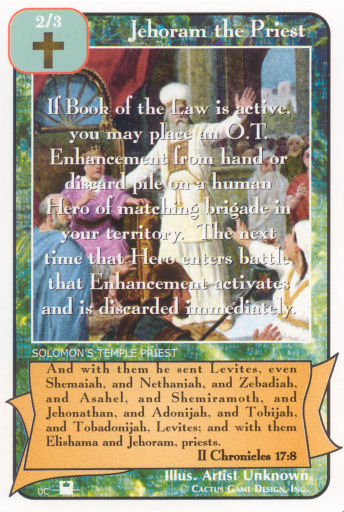 2/3
Jehoram the Priest
If Book of the Law is active,
you may place an O.T.
Enhancement from hand or
discard pile on a human
Hero of matching brigade in
your territory. The next
time that Hero enters battle,
that Enhancement activates
and is discarded immediately.
SOLOMON'S TEMPLE PRIEST
And with them he sent Levites, even
Shemaiah, and Nethaniah, and Zebadiah,
and Asahel, and Shemiramoth, and
Jehonathan, and Adonijah, and Tobijah,
and Tobadonijah, Levites; and with them
Elishama and Jehoram, priests.
II Chronicles 17:8
Illus. Artist Unknown
UC
© CACTUS GAME DESIGN, INC.